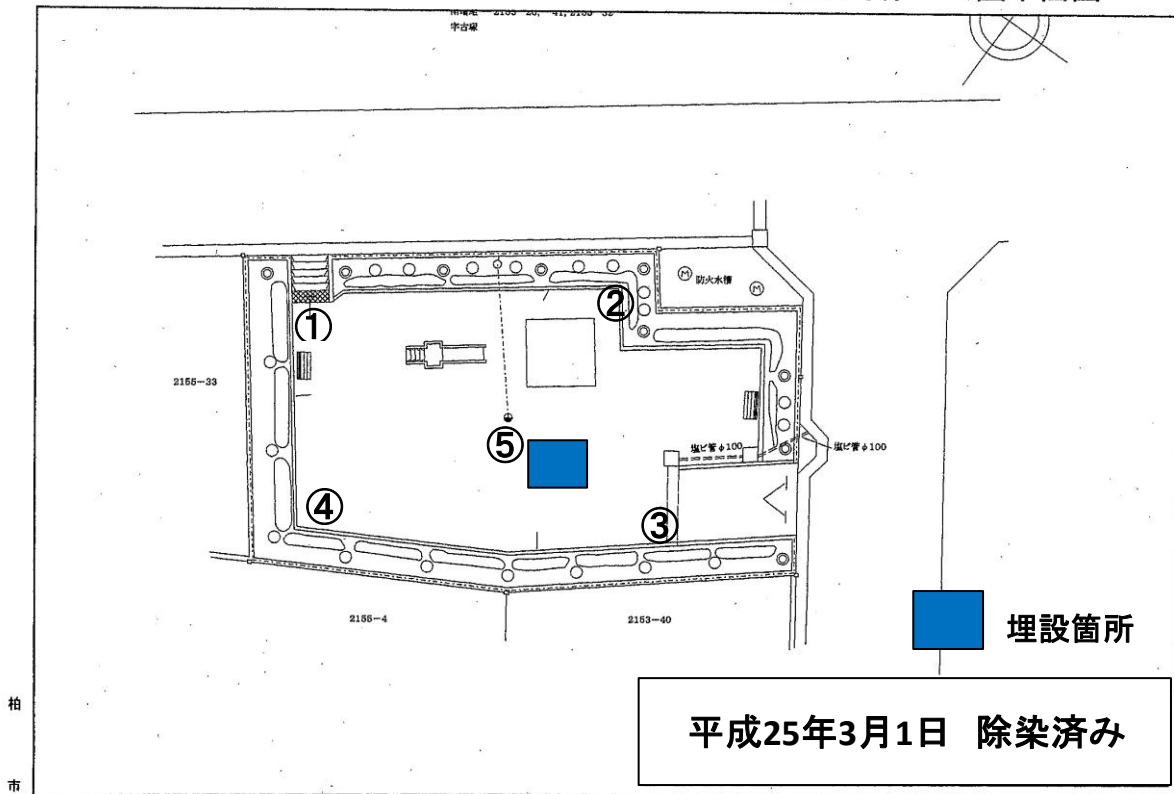 字古塚
防火水槽
Ⓜ
Ⓜ
①
②
2155-33
⑤
塩ビ管φ100
塩ビ管φ100
④
③
2155-4
2153-40
埋設箇所
平成25年3月1日 除染済み
柏
市